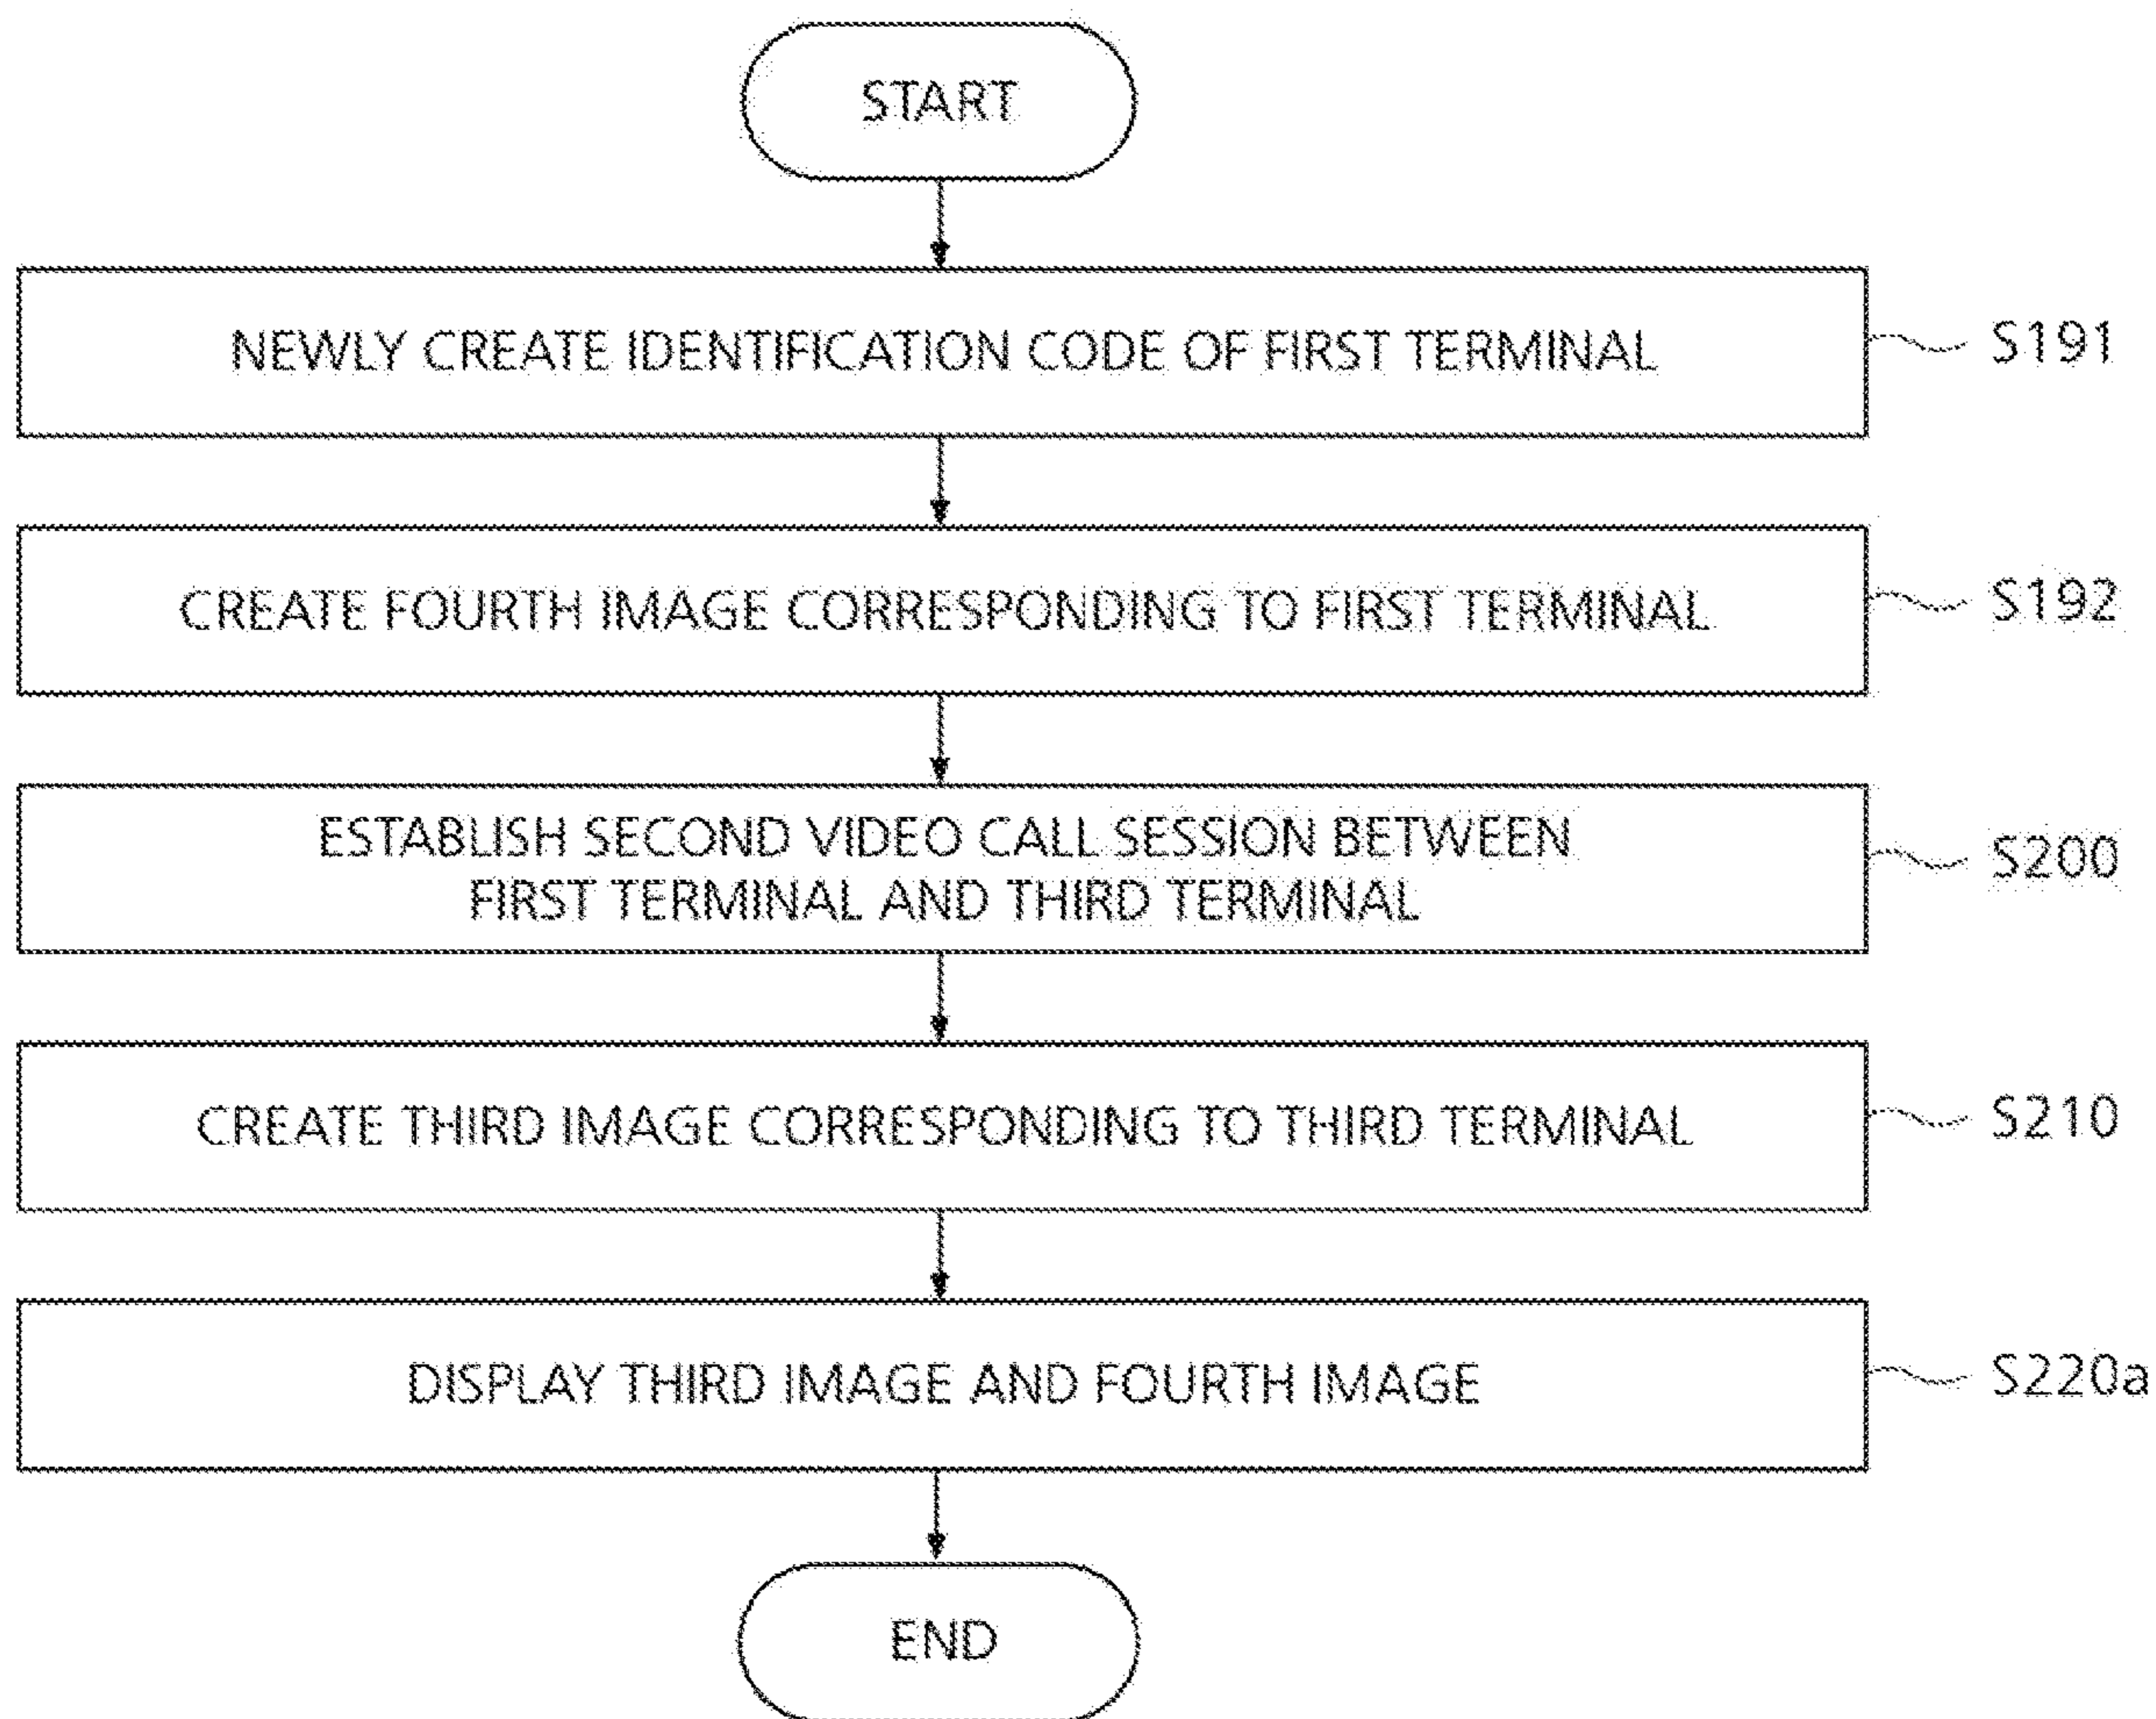 START
NEWLY CREATE IDENTIFICATION CODE OF FIRST TERMINAL
S191
CREATE FOURTH IMAGE CORRESPONDING TO FIRST TERMINAL
S192
ESTABLISH SECOND VIDEO CALL SESSION BETWEEN
FIRST TERMINAL AND THIRD TERMINAL
S200
CREATE THIRD IMAGE CORRESPONDING TO THIRD TERMINAL
S210
DISPLAY THIRD IMAGE AND FOURTH IMAGE
S220a
END